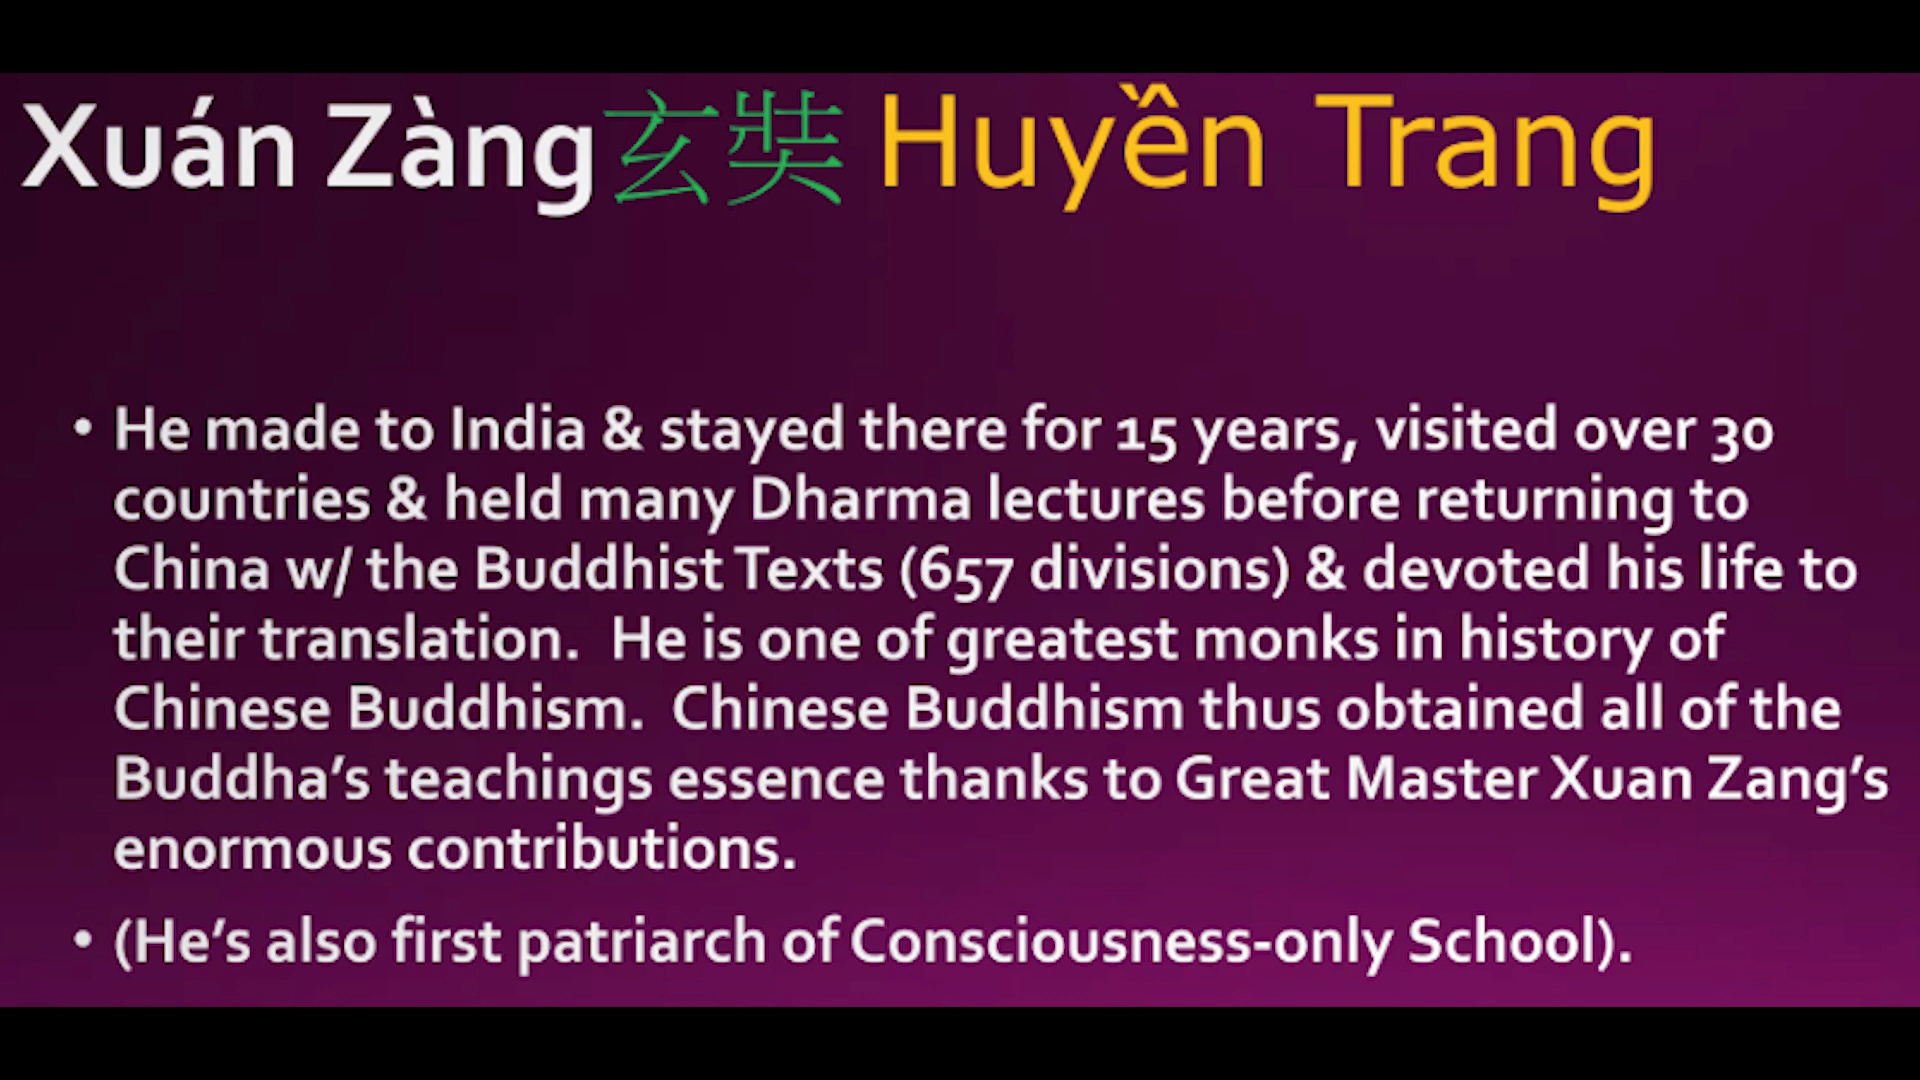 Xuán Zàng玄奘 Huyền Trang
• He made to India & stayed there for 15 years, visited over 30
countries & held many Dharma lectures before returning to
China w/ the Buddhist Texts (657 divisions) & devoted his life to
their translation.  He is one of greatest monks in history of
Chinese Buddhism.  Chinese Buddhism thus obtained all of the
Buddha’s teachings essence thanks to Great Master Xuan Zang’s
enormous contributions.
• (He’s also first patriarch of Consciousness-only School).